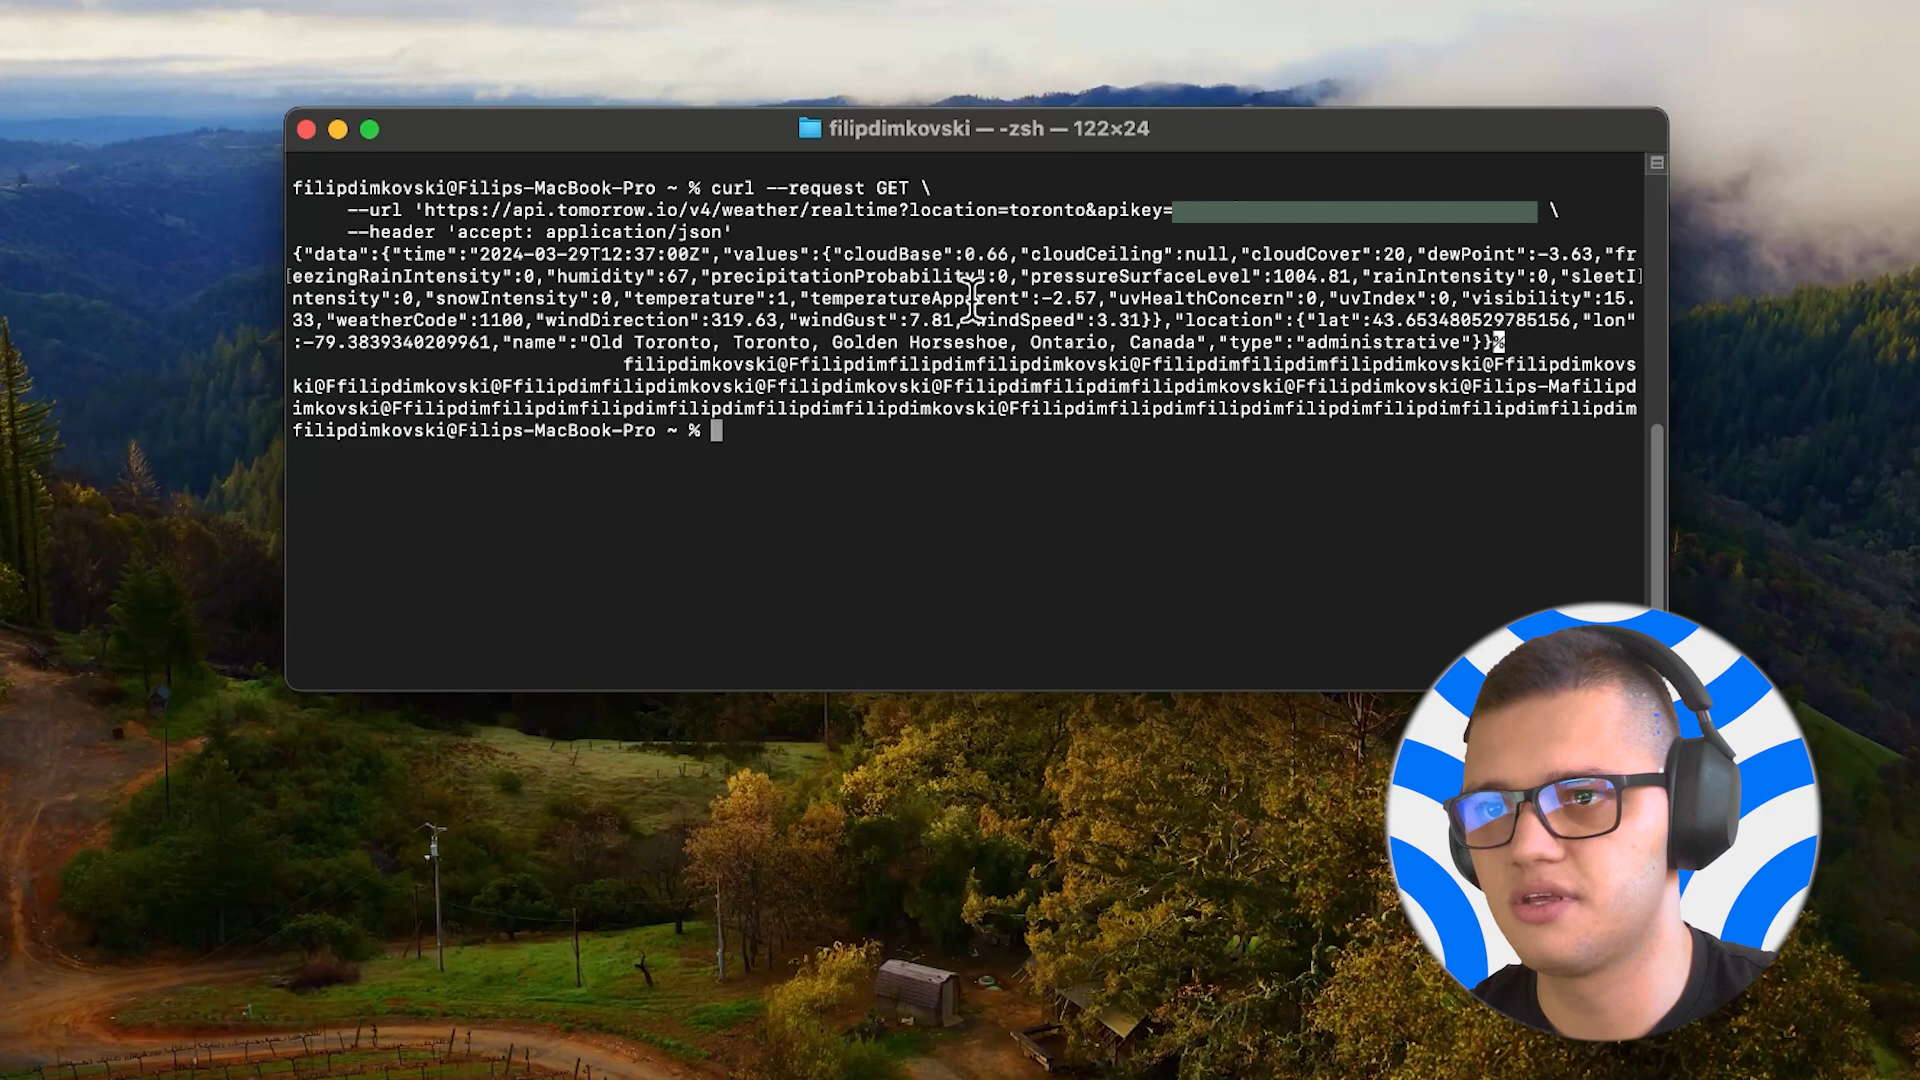 filipdimkovski — -zsh — 122×24
filipdimkovski@Filips-MacBook-Pro ~ % curl --request GET \
--url 'https://api.tomorrow.io/v4/weather/realtime?location=toronto&apikey= \
--header 'accept: application/json'
{"data":{"time":"2024-03-29T12:37:00Z","values":{"cloudBase":0.66,"cloudCeiling":null,"cloudCover":20,"dewPoint":-3.63,"fr
eezingRainIntensity":0,"humidity":67,"precipitationProbability":0,"pressureSurfaceLevel":1004.81,"rainIntensity":0,"sleetI
ntensity":0,"snowIntensity":0,"temperature":1,"temperatureApparent":-2.57,"uvHealthConcern":0,"uvIndex":0,"visibility":15.
33,"weatherCode":1100,"windDirection":319.63,"windGust":7.81,"windSpeed":3.31}},"location":{"lat":43.653480529785156,"lon"
:-79.3839340209961,"name":"Old Toronto, Toronto, Golden Horseshoe, Ontario, Canada","type":"administrative"}}%
filipdimkovski@Ffilipdimfilipdimfilipdimkovski@Ffilipdimfilipdimfilipdimkovski@Ffilipdimkovs
ki@Ffilipdimkovski@Ffilipdimfilipdimkovski@Ffilipdimkovski@Ffilipdimfilipdimfilipdimkovski@Ffilipdimkovski@Filips-Mafilipd
imkovski@Ffilipdimfilipdimfilipdimfilipdimfilipdimkovski@Ffilipdimfilipdimfilipdimfilipdimfilipdimfilipdimfilipdimfilipdim
filipdimkovski@Filips-MacBook-Pro ~ %